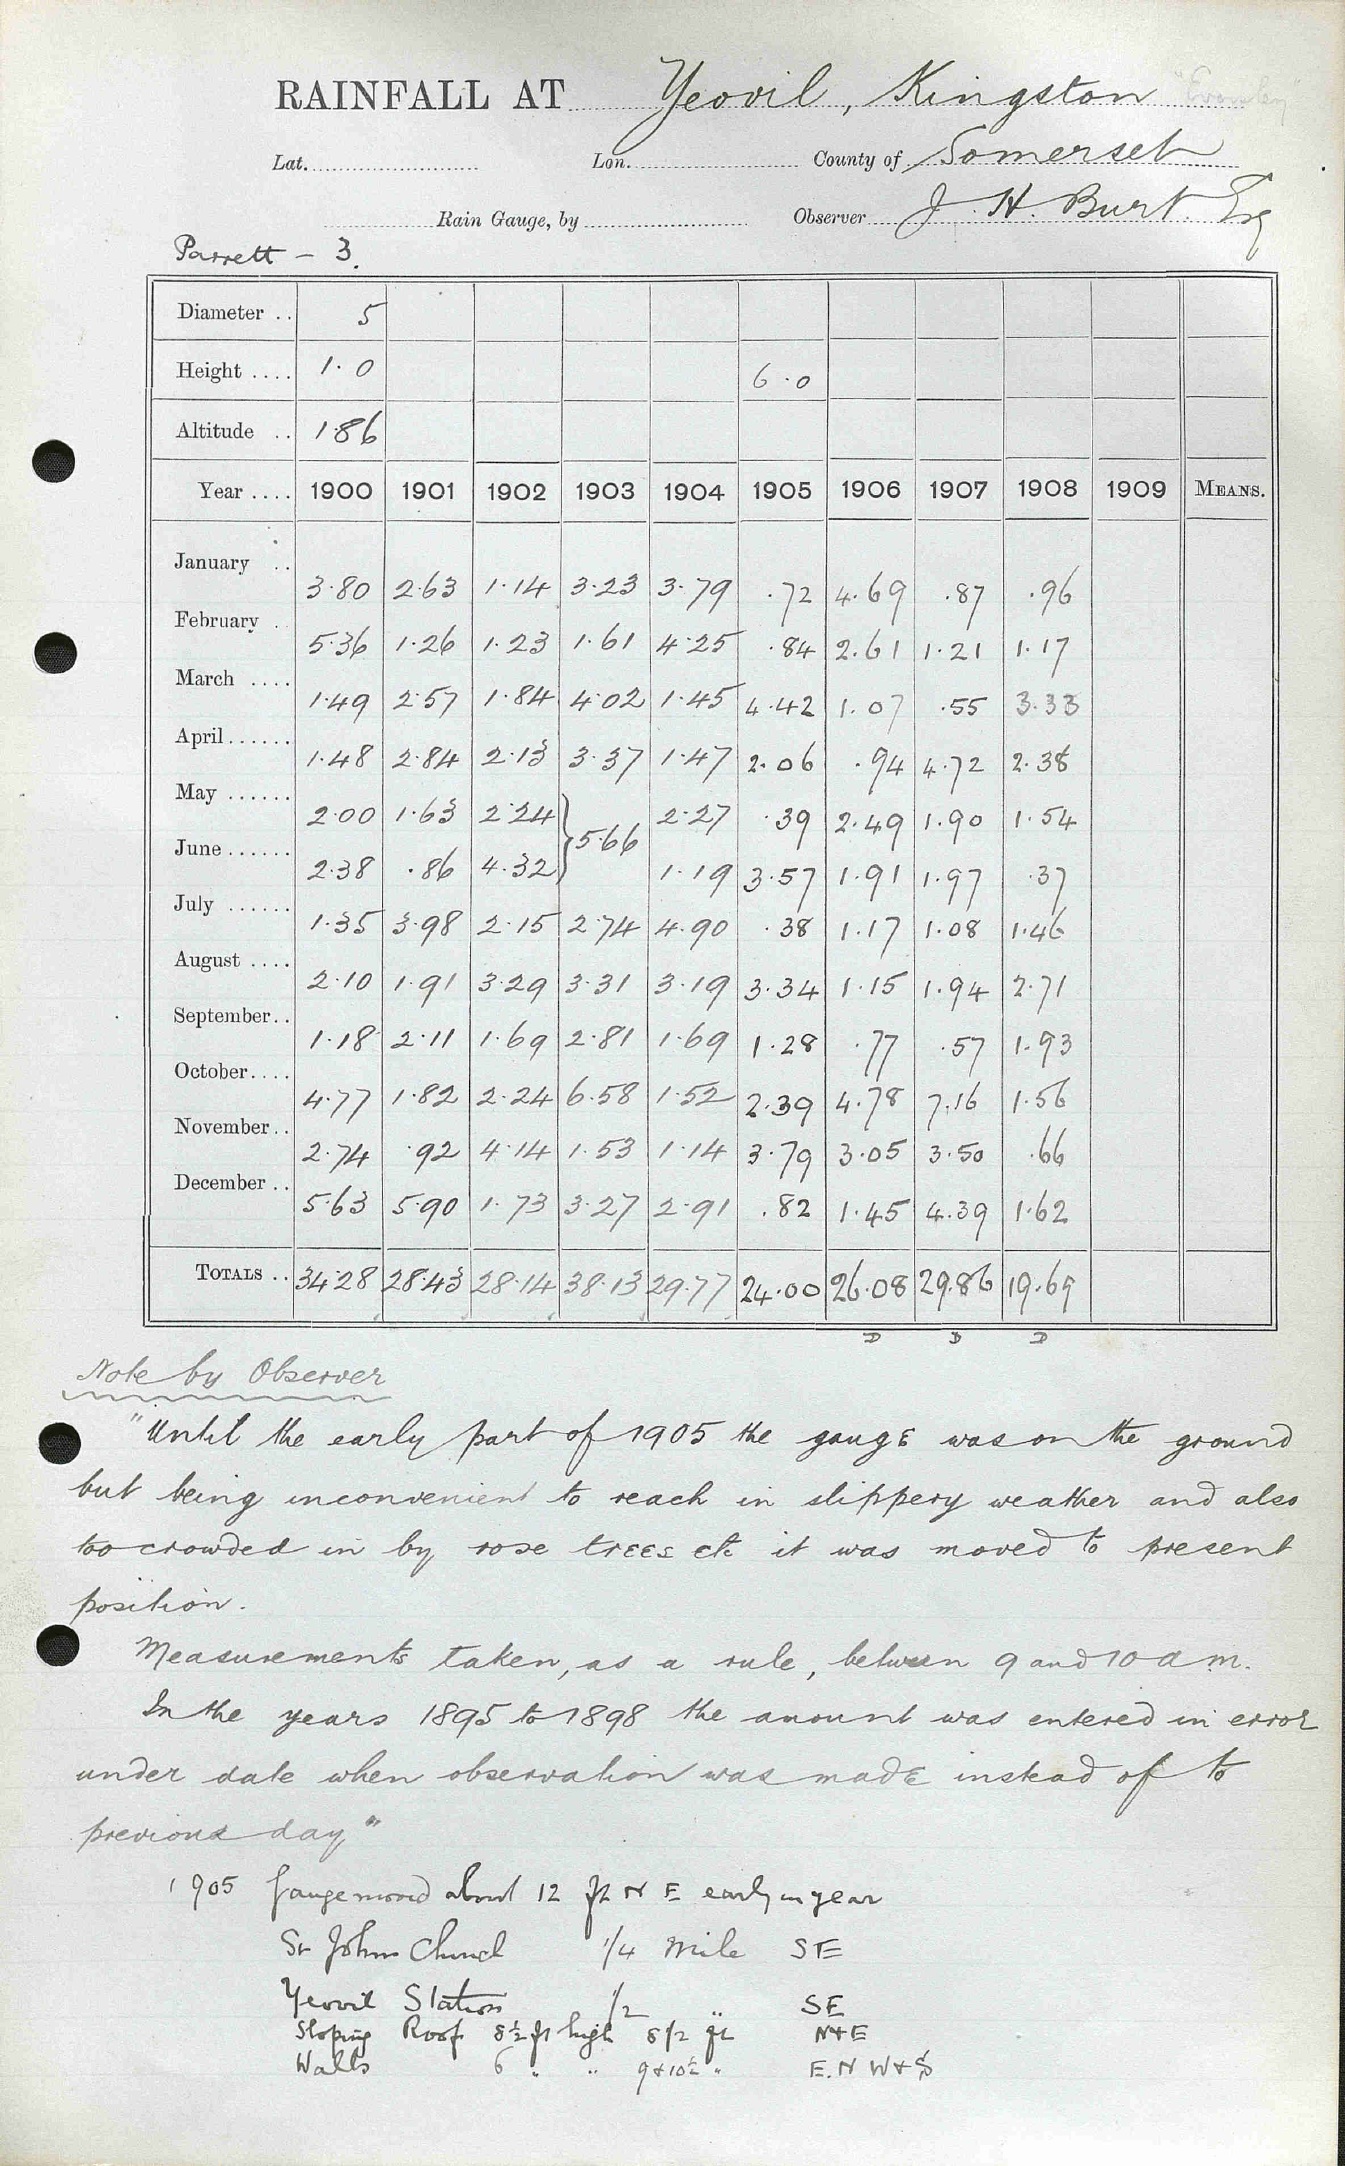 RAINFALL AT Yeovil, Kingston
Lat. Lon. County of Somerset
Rain Gauge, by Observer J. H. Burt. Esq
Parrett - 3.
Diameter .. 5
Height .... 1.0 6.0
Altitude .. 186
Year .... 1900 1901 1902 1903 1904 1905 1906 1907 1908 1909 MEANS.
January .. 3.80 2.63 1.14 3.23 3.79 .72 4.69 .87 .96
February . 5.36 1.26 1.23 1.61 4.25 .84 2.61 1.21 1.17
March .... 1.49 2.57 1.84 4.02 1.45 4.42 1.07 .55 3.33
April ...... 1.48 2.84 2.13 3.37 1.47 2.06 .94 4.72 2.38
May ...... 2.00 1.63 2.24 } 5.66 2.27 .39 2.49 1.90 1.54
June ...... 2.38 .86 4.32 1.19 3.57 1.91 1.97 .37
July ...... 1.35 3.98 2.15 2.74 4.90 .38 1.17 1.08 1.46
August .... 2.10 1.91 3.29 3.31 3.19 3.34 1.15 1.94 2.71
September .. 1.18 2.11 1.69 2.81 1.69 1.28 .77 .57 1.93
October .... 4.77 1.82 2.24 6.58 1.52 2.39 4.78 7.16 1.56
November .. 2.74 .92 4.14 1.53 1.14 3.79 3.05 3.50 .66
December .. 5.63 5.90 1.73 3.27 2.91 .82 1.45 4.39 1.62
TOTALS .. 34.28 28.43 28.14 38.13 29.77 24.00 26.08 29.86 19.69
D D D
Note by Observer
"Until the early part of 1905 the gauge was on the ground
but being inconvenient to reach in slippery weather and also
too crowded in by rose trees etc it was moved to present
position.
Measurements taken, as a rule, between 9 and 10 a m.
In the years 1895 to 1898 the amount was entered in error
under date when observation was made instead of to
previous day"
1905 Gauge moved about 12 ft N E early in year
St Johns Church 1/4 Mile SE
Yeovil Station 1/2 " SE
Sloping Roof 8½ ft high 8 1/2 ft N+E
Walls 6 " " 9+10½ " E. N W + S